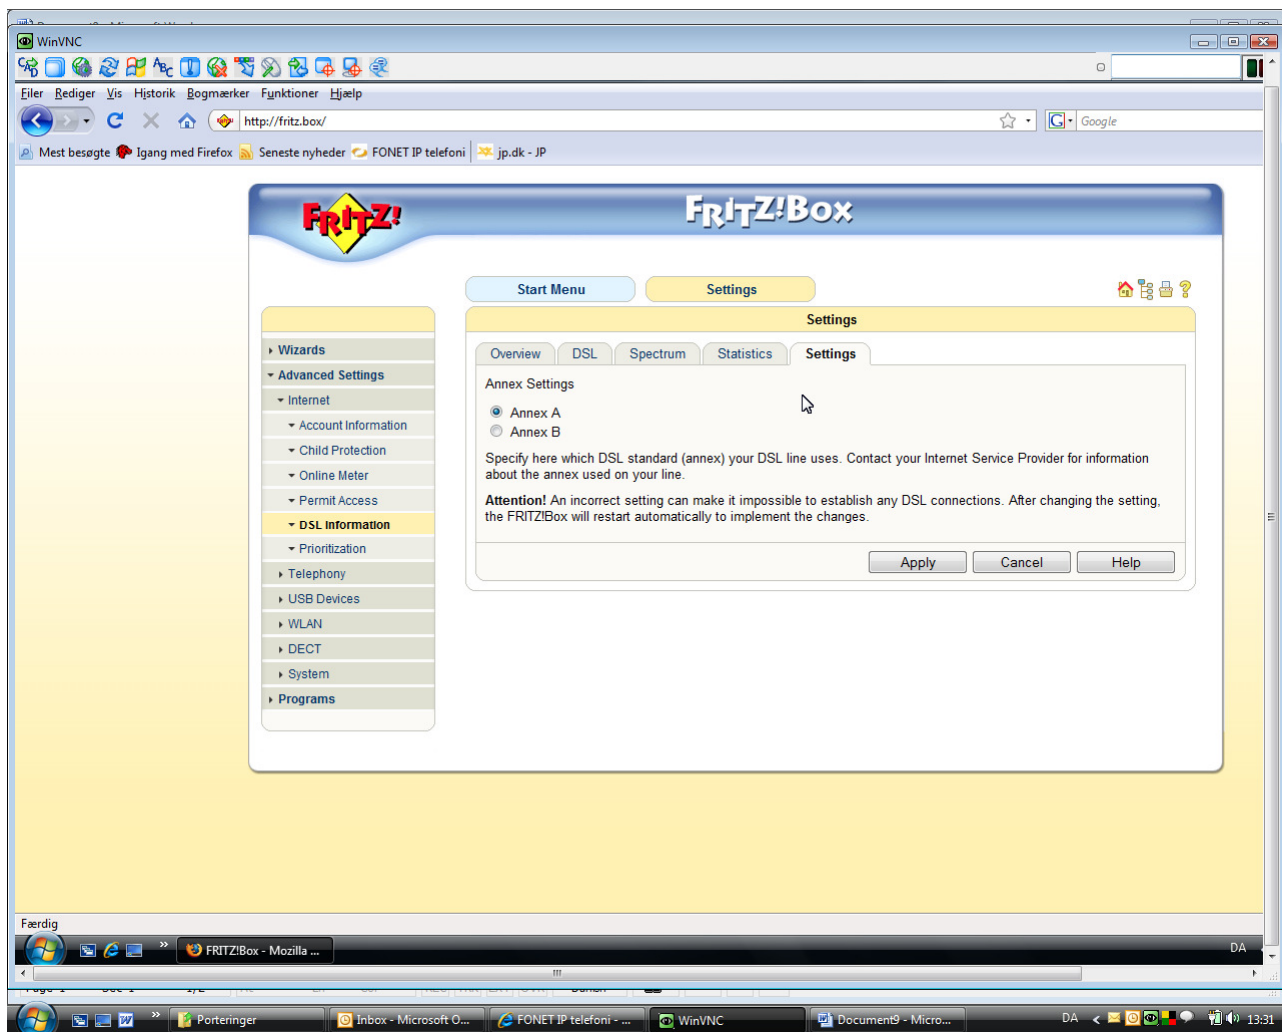 WinVNC
Filer Rediger Vis Historik Bogmærker Funktioner Hjælp
http://fritz.box/
Google
Mest besøgte Igang med Firefox Seneste nyheder FONET IP telefoni jp.dk - JP
FRITZ!
FRITZ!Box
Start Menu Settings
Settings
Wizards
Advanced Settings
Internet
Account Information
Child Protection
Online Meter
Permit Access
DSL Information
Prioritization
Telephony
USB Devices
WLAN
DECT
System
Programs
Overview DSL Spectrum Statistics Settings
Annex Settings
Annex A
Annex B
Specify here which DSL standard (annex) your DSL line uses. Contact your Internet Service Provider for information
about the annex used on your line.
Attention! An incorrect setting can make it impossible to establish any DSL connections. After changing the setting,
the FRITZ!Box will restart automatically to implement the changes.
Apply Cancel Help
Færdig
FRITZ!Box - Mozilla ...
DA
Porteringer Inbox - Microsoft O... FONET IP telefoni - ... WinVNC Document9 - Micro... DA 13:31